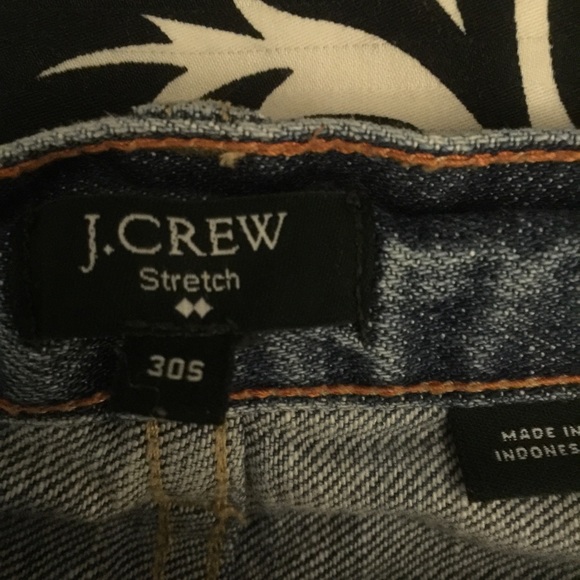 J.CREW
Stretch
30S
MADE IN
INDONES